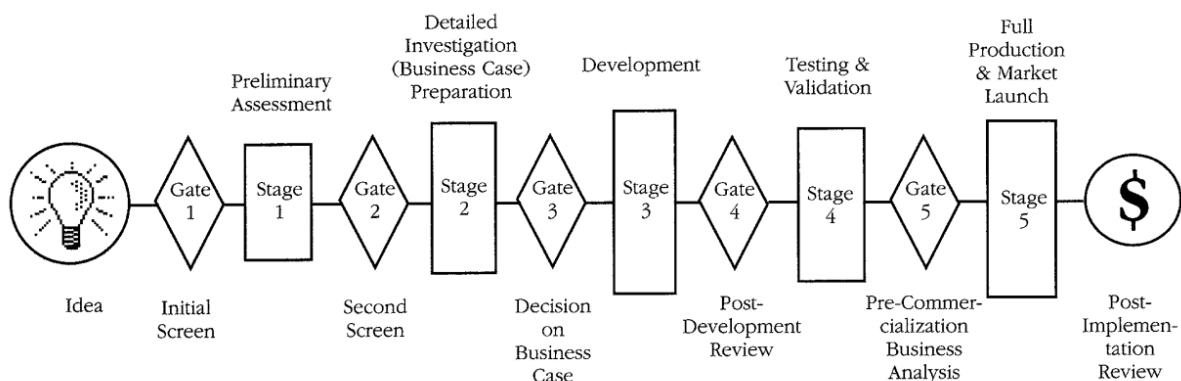 Preliminary
Assessment
Detailed
Investigation
(Business Case)
Preparation
Development
Testing &
Validation
Full
Production
& Market
Launch
Gate
1
Stage
1
Gate
2
Stage
2
Gate
3
Stage
3
Gate
4
Stage
4
Gate
5
Stage
5
$
Idea
Initial
Screen
Second
Screen
Decision
on
Business
Case
Post-
Development
Review
Pre-Commer-
cialization
Business
Analysis
Post-
Implemen-
tation
Review